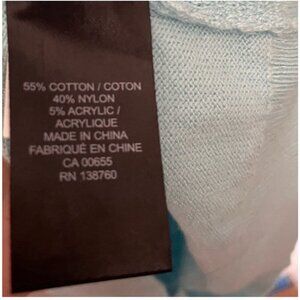 55% COTTON / COTON
40% NYLON
5% ACRYLIC /
ACRYLIQUE
MADE IN CHINA
FABRIQUÉ EN CHINE
CA 00655
RN 138760